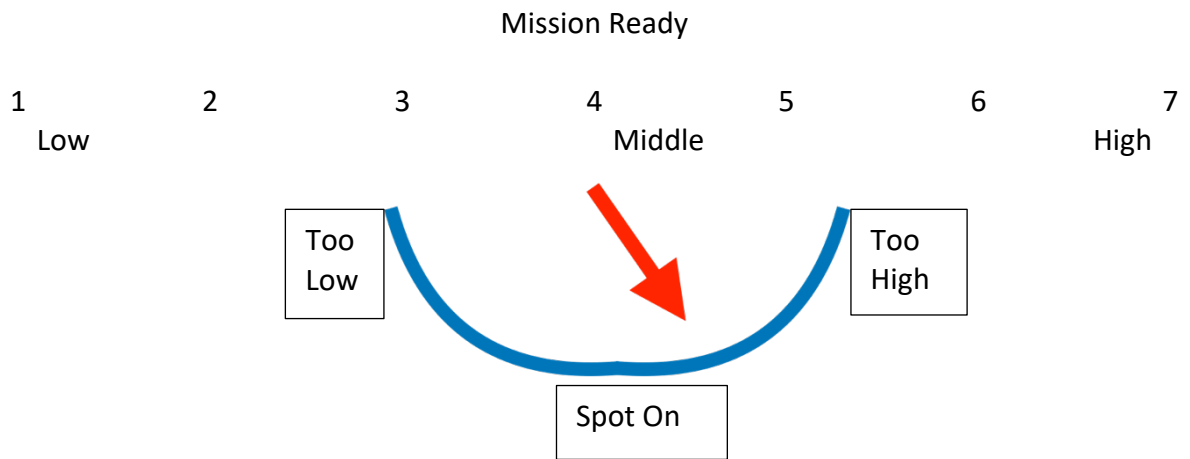 Mission Ready
1 2 3 4 5 6 7
Low Middle High
Too
Low
Too
High
Spot On